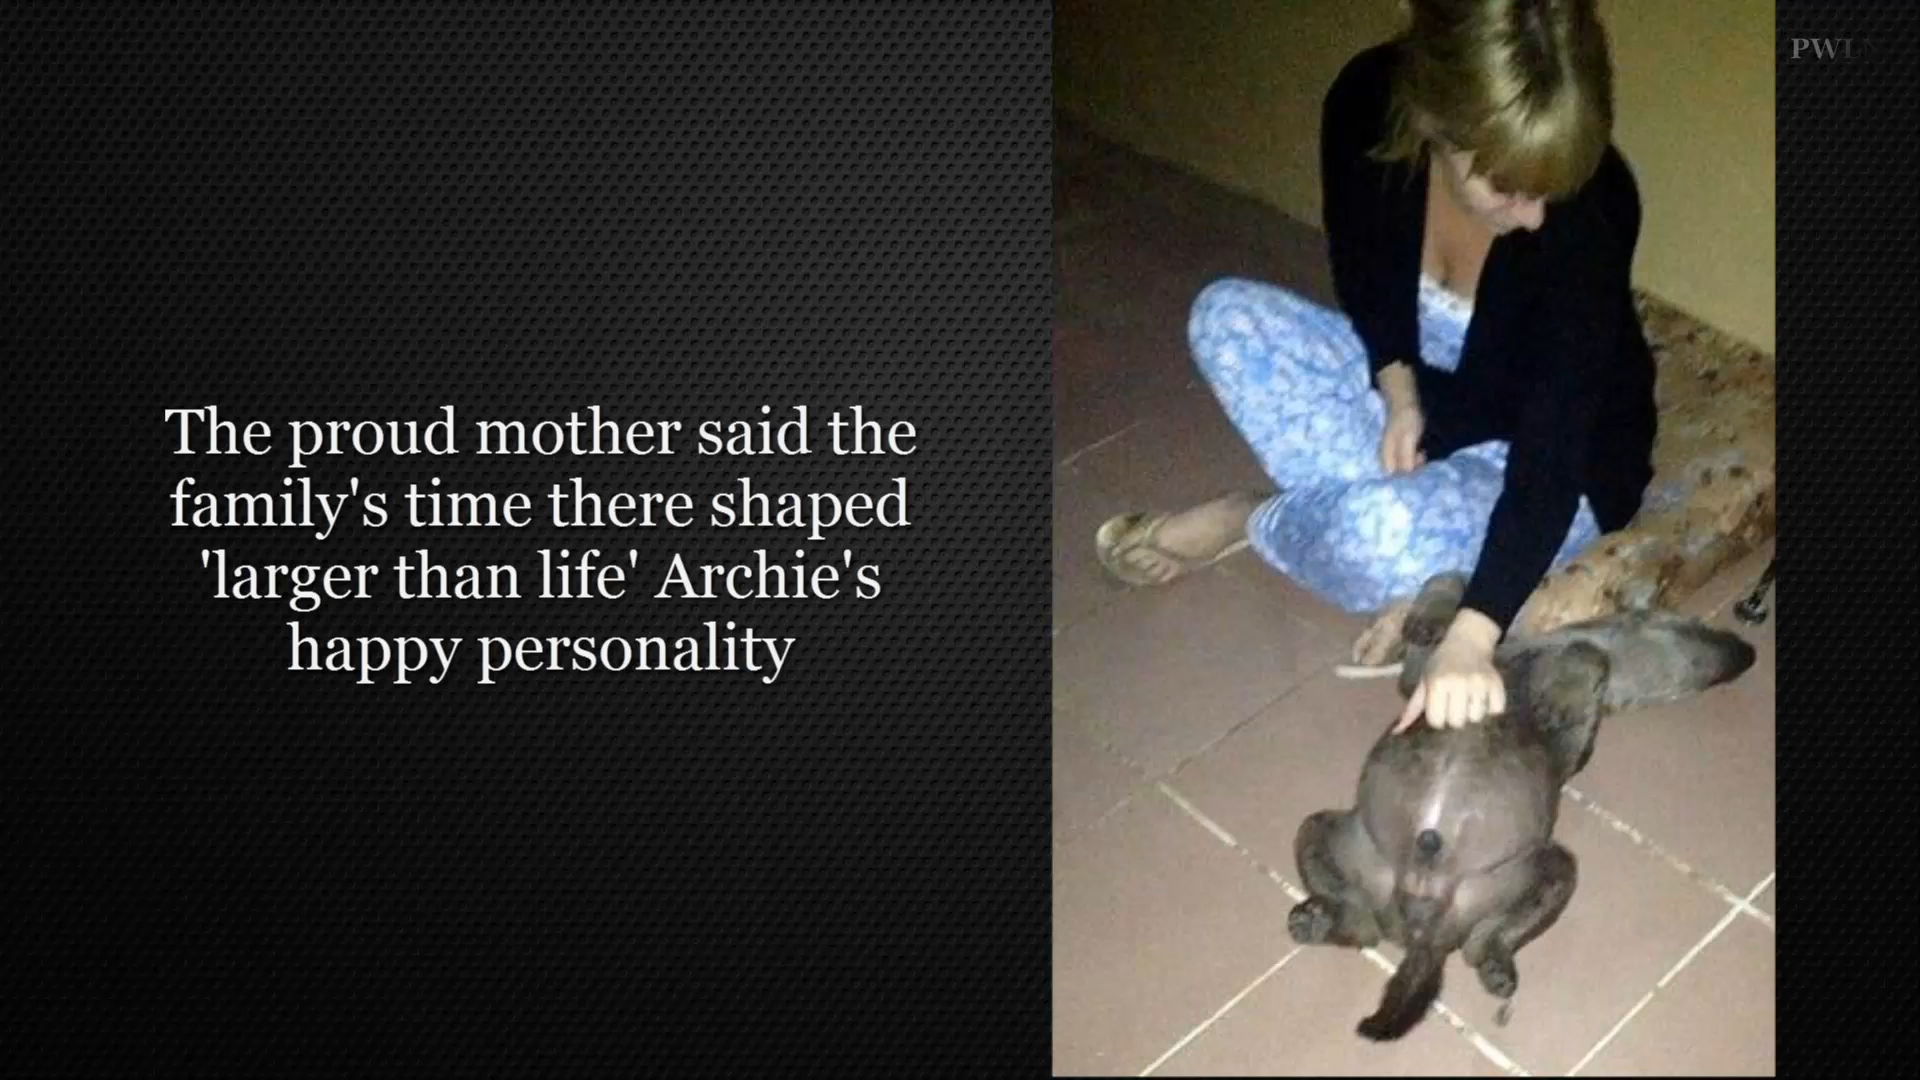 The proud mother said the
family's time there shaped
'larger than life' Archie's
happy personality